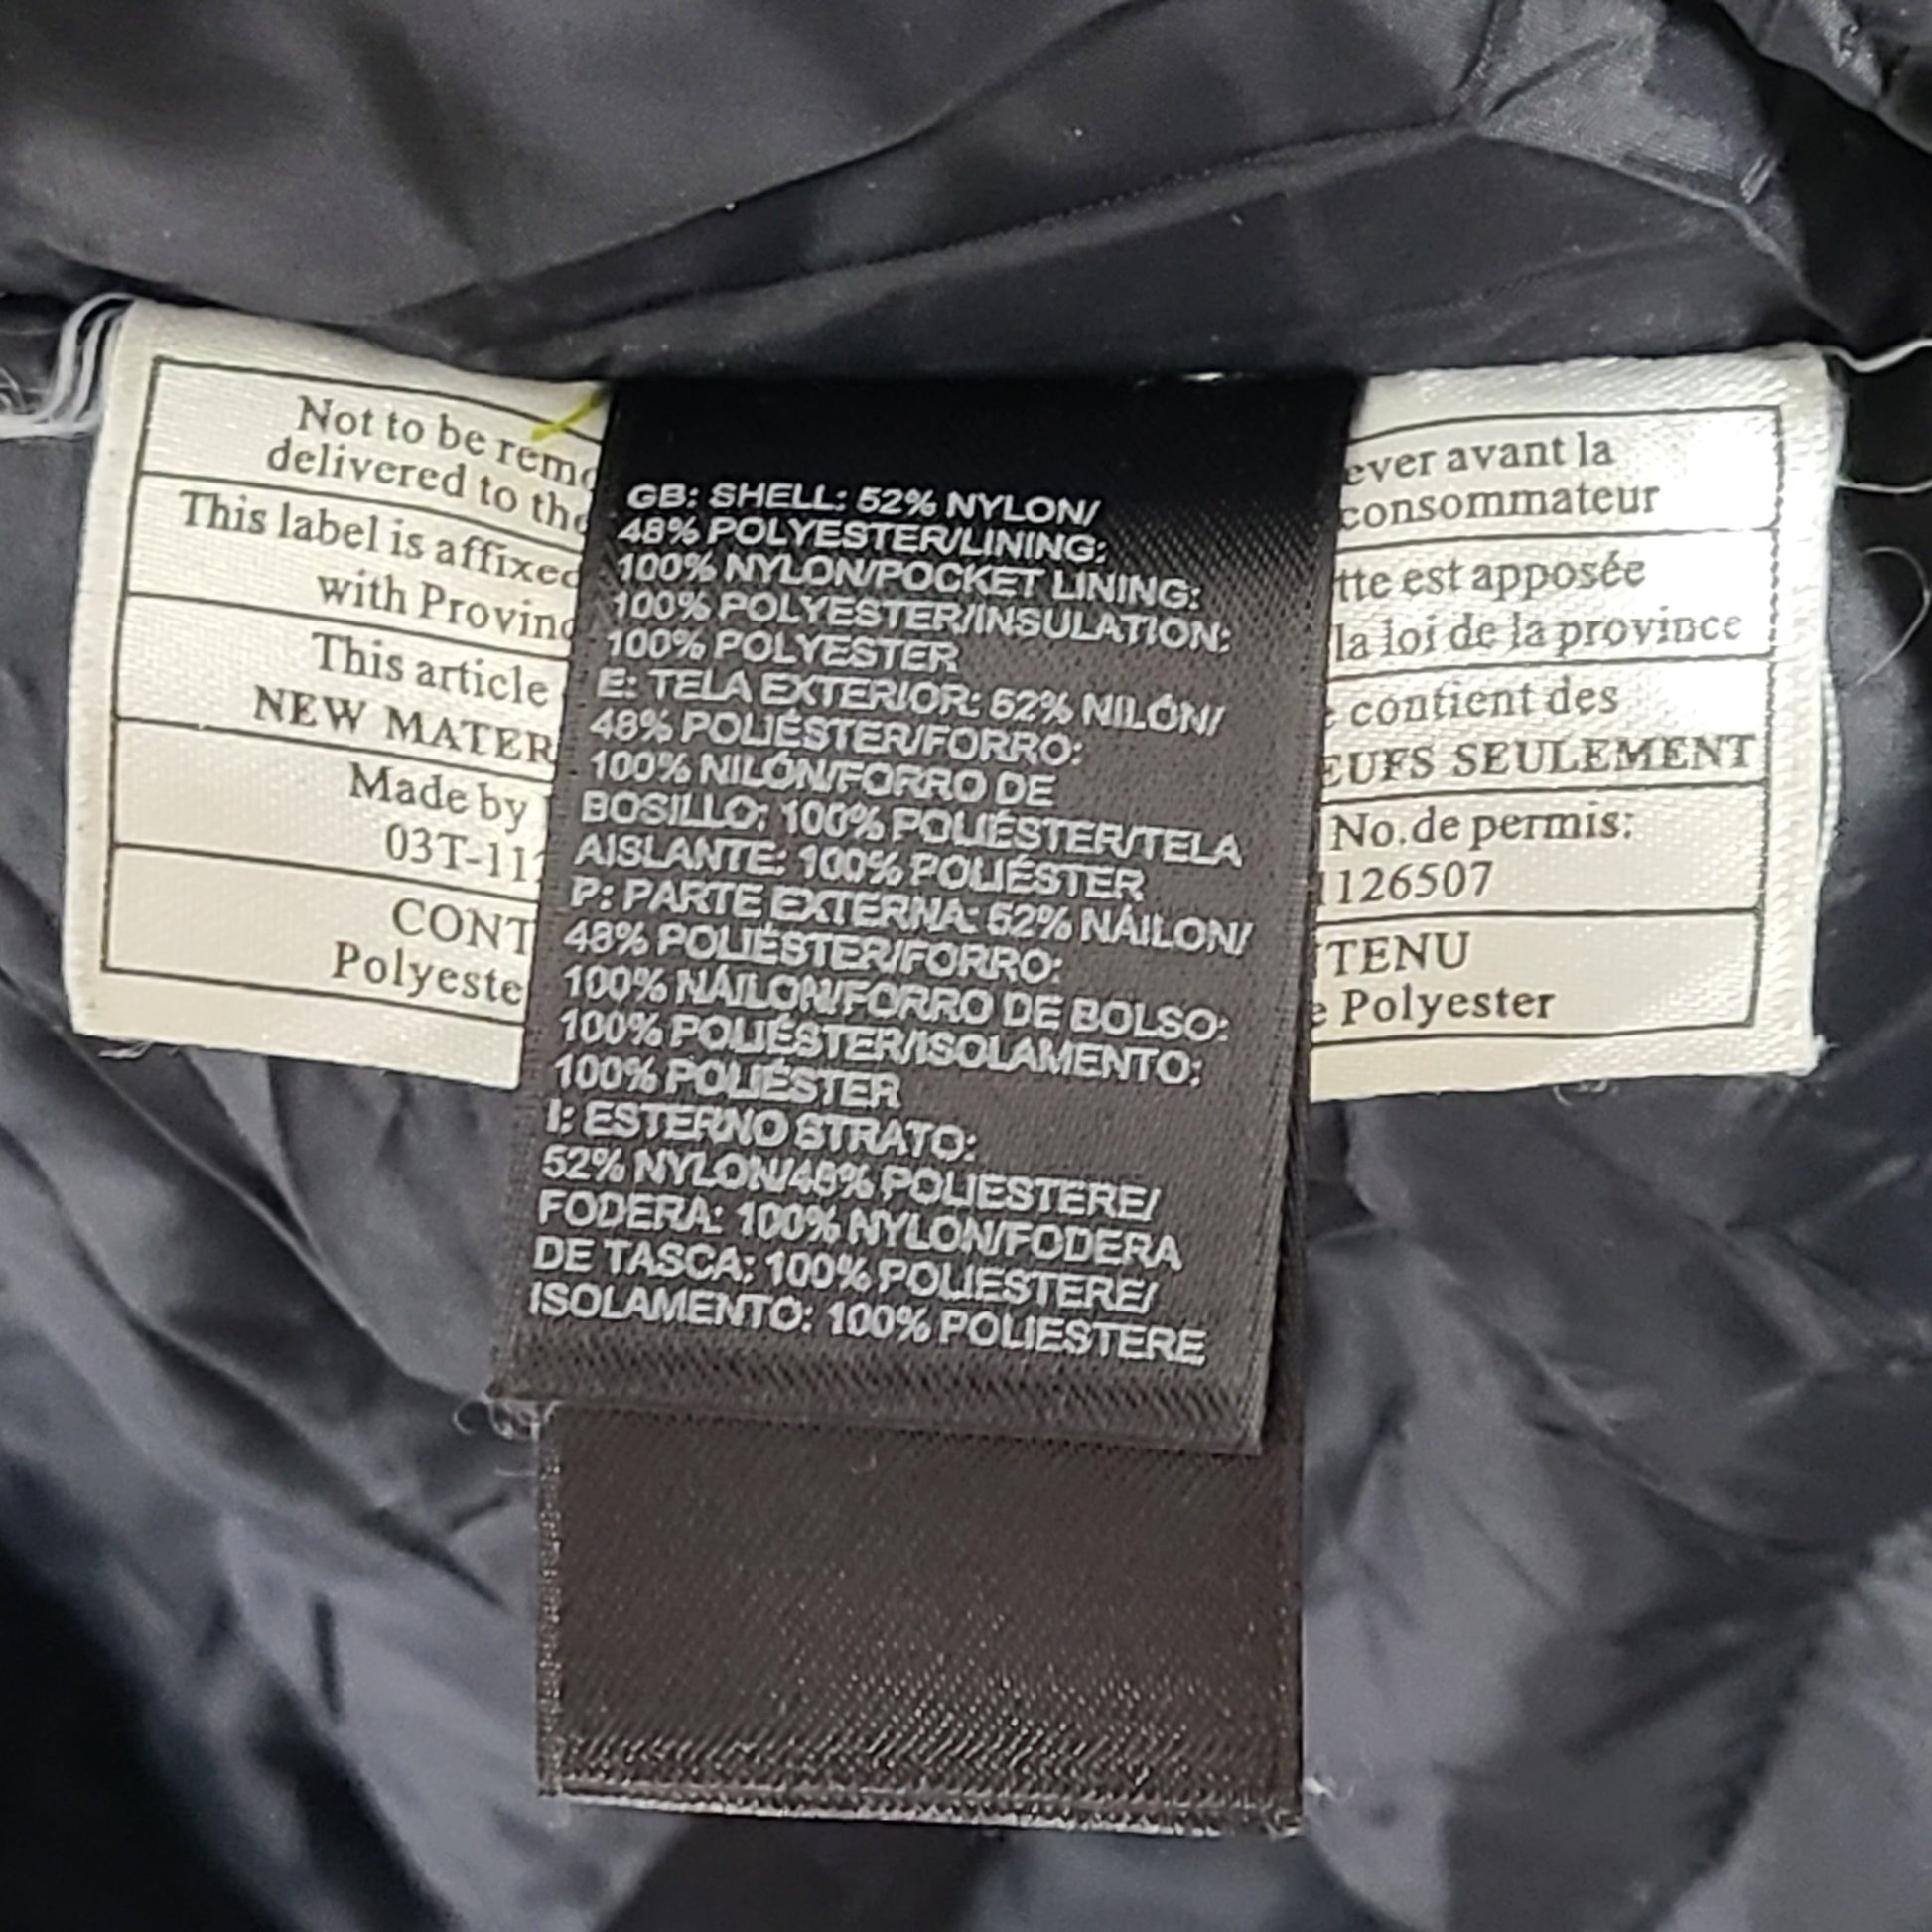 Not to be
delivered to
This label is affixed
with
This article
NEW
Made by
03T-11
CONT
GB: SHELL: 52% NYLON/
48% POLYESTER/LINING:
100% NYLON/POCKET LINING:
100% POLYESTER/INSULATION:
100% POLYESTER
E: TELA EXTERIOR: 52% NILÓN/
48% POLIÉSTER/FORRO:
100% NILÓN/FORRO DE
BOSILLO: 100% POLIÉSTER/TELA
AISLANTE: 100% POLIÉSTER
P: PARTE EXTERNA: 52% NÁILON/
48% POLIÉSTER/FORRO:
100% NÁILON/FORRO DE BOLSO:
100% POLIÉSTER/ISOLAMENTO:
100% POLIÉSTER
I: ESTERNO STRATO:
52% NYLON/48% POLIESTERE/
FODERA: 100% NYLON/FODERA
DE TASCA: 100% POLIESTERE/
ISOLAMENTO: 100% POLIESTERE
ever avant la
consommateur
tte est apposée
la loi de la province
contient des
EUFS SEULEMENT
No.de permis:
1126507
TENU
Polyester